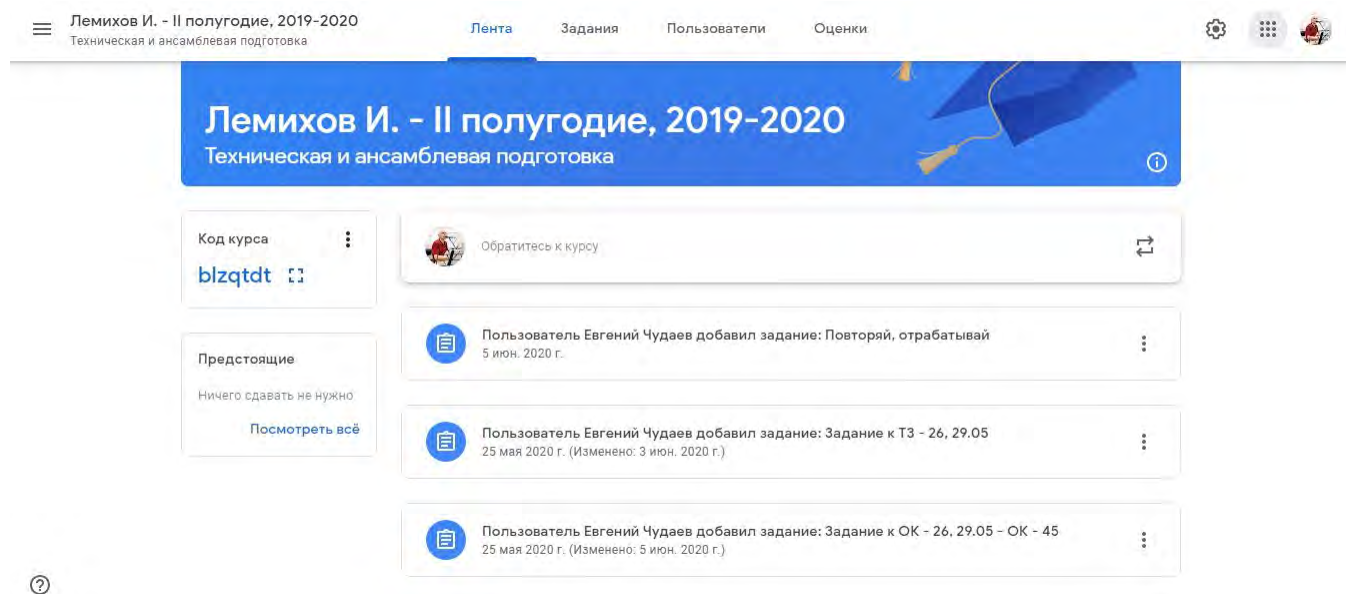 Лемихов И. - II полугодие, 2019-2020
Техническая и ансамблевая подготовка
Лента
Задания
Пользователи
Оценки
Лемихов И. - II полугодие, 2019-2020
Техническая и ансамблевая подготовка
Код курса
blzqtdt
Обратитесь к курсу
Предстоящие
Ничего сдавать не нужно
Посмотреть всё
Пользователь Евгений Чудаев добавил задание: Повторяй, отрабатывай
5 июн. 2020 г.
Пользователь Евгений Чудаев добавил задание: Задание к ТЗ - 26, 29.05
25 мая 2020 г. (Изменено: 3 июн. 2020 г.)
Пользователь Евгений Чудаев добавил задание: Задание к ОК - 26, 29.05 - ОК - 45
25 мая 2020 г. (Изменено: 5 июн. 2020 г.)